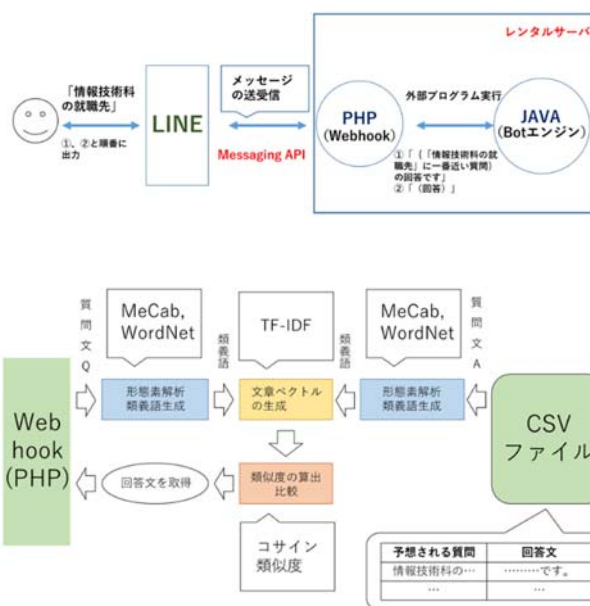 レンタルサーバ
「情報技術科
の就職先」
①、②と順番に
出力
LINE
メッセージ
の送受信
Messaging API
PHP
(Webhook)
外部プログラム実行
①「（「情報技術科の就
職先」に一番近い質問）
の回答です」
②「（回答）」
JAVA
(Botエンジン)
質問文Q
MeCab,
WordNet
類義語
TF-IDF
類義語
MeCab,
WordNet
質問文A
Web
hook
(PHP)
形態素解析
類義語生成
文章ベクトル
の生成
形態素解析
類義語生成
CSV
ファイル
回答文を取得
類似度の算出
比較
コサイン
類似度
予想される質問
回答文
情報技術科の…
………です。
…
…